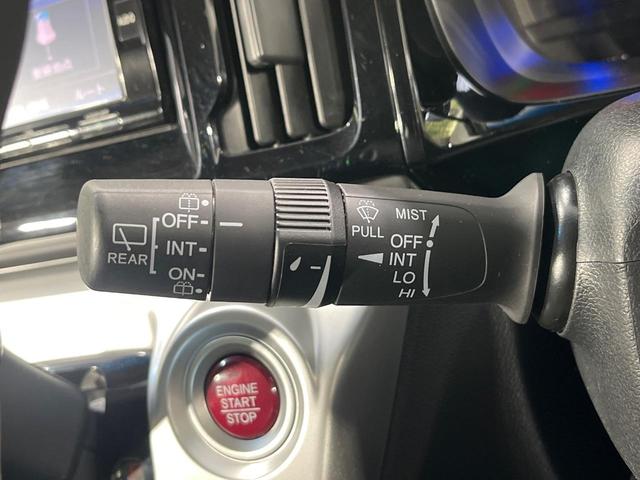 OFF
INT
ON
REAR
PULL
MIST
OFF
INT
LO
HI
ENGINE
START
STOP